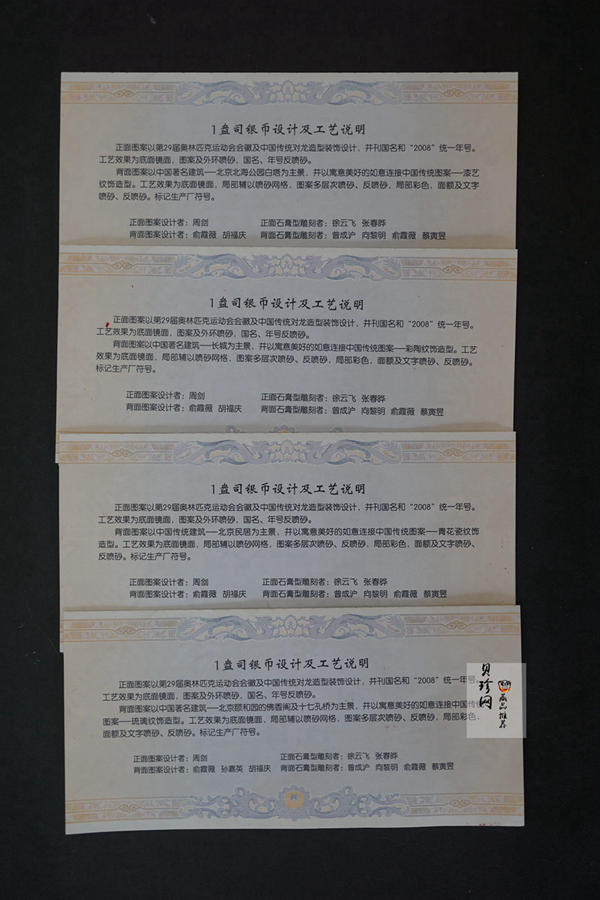 1盎司银币设计及工艺说明
正面图案以第29届奥林匹克运动会会徽及中国传统对龙造型装饰设计，并刊国名和“2008”统一年号。
工艺效果为底面镜面，图案及外环喷砂，国名、年号反喷砂。
背面图案以中国著名建筑——北京北海公园白塔为主景，并以寓意美好的如意连接中国传统图案——漆艺
纹饰造型。工艺效果为底面镜面，局部辅以喷砂网格，图案多层次喷砂、反喷砂，局部彩色，面额及文字
喷砂、反喷砂。标记生产厂符号。
正面图案设计者：周剑 正面石膏型雕刻者：徐云飞 张春晔
背面图案设计者：俞霞薇 胡福庆 背面石膏型雕刻者：曾成沪 向黎明 俞霞薇 蔡寅昱
1盎司银币设计及工艺说明
正面图案以第29届奥林匹克运动会会徽及中国传统对龙造型装饰设计，并刊国名和“2008”统一年号。
工艺效果为底面镜面，图案及外环喷砂，国名、年号反喷砂。
背面图案以中国著名建筑——长城为主景，并以寓意美好的如意连接中国传统图案——彩陶纹饰造型。工艺
效果为底面镜面，局部辅以喷砂网格，图案多层次喷砂、反喷砂，局部彩色，面额及文字喷砂、反喷砂。
标记生产厂符号。
正面图案设计者：周剑 正面石膏型雕刻者：徐云飞 张春晔
背面图案设计者：俞霞薇 胡福庆 背面石膏型雕刻者：曾成沪 向黎明 俞霞薇 蔡寅昱
1盎司银币设计及工艺说明
正面图案以第29届奥林匹克运动会会徽及中国传统对龙造型装饰设计，并刊国名和“2008”统一年号。
工艺效果为底面镜面，图案及外环喷砂，国名、年号反喷砂。
背面图案以中国传统建筑——北京民居为主景，并以寓意美好的如意连接中国传统图案——青花瓷纹饰
造型。工艺效果为底面镜面，局部辅以喷砂网格，图案多层次喷砂、反喷砂，局部彩色，面额及文字喷砂、
反喷砂。标记生产厂符号。
正面图案设计者：周剑 正面石膏型雕刻者：徐云飞 张春晔
背面图案设计者：俞霞薇 胡福庆 背面石膏型雕刻者：曾成沪 向黎明 俞霞薇 蔡寅昱
1盎司银币设计及工艺说明
正面图案以第29届奥林匹克运动会会徽及中国传统对龙造型装饰设计，并刊国名和“2008”统一年号。
工艺效果为底面镜面，图案及外环喷砂，国名、年号反喷砂。
背面图案以中国著名建筑——北京颐和园的佛香阁及十七孔桥为主景，并以寓意美好的如意连接中国传统
图案——琉璃纹饰造型。工艺效果为底面镜面，局部辅以喷砂网格，图案多层次喷砂、反喷砂，局部彩色，
面额及文字喷砂、反喷砂。标记生产厂符号。
正面图案设计者：周剑 正面石膏型雕刻者：徐云飞 张春晔
背面图案设计者：俞霞薇 孙嘉英 胡福庆 背面石膏型雕刻者：曾成沪 向黎明 俞霞薇 蔡寅昱
贝珍网
藏品推荐